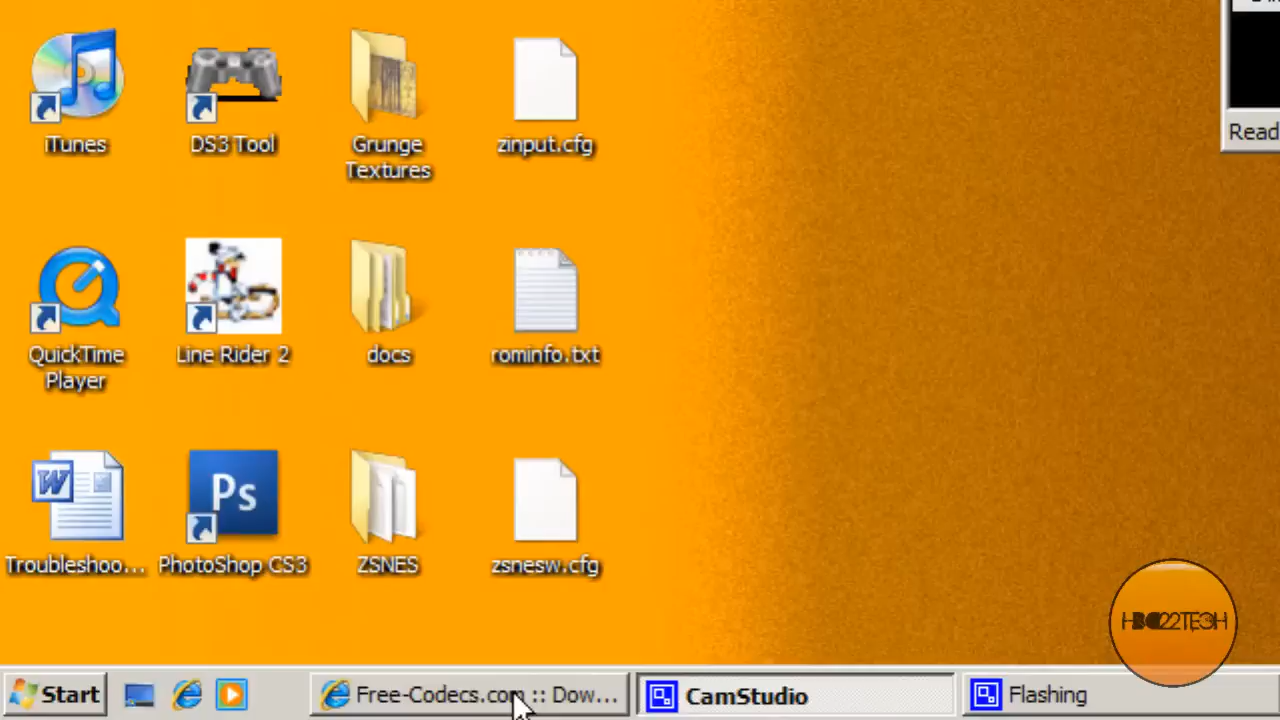 iTunes
DS3 Tool
Grunge
Textures
zinput.cfg
Read
QuickTime
Player
Line Rider 2
docs
rominfo.txt
W
Troubleshoo...
Ps
PhotoShop CS3
ZSNES
zsnesw.cfg
Start
Free-Codecs.com :: Dow...
CamStudio
Flashing